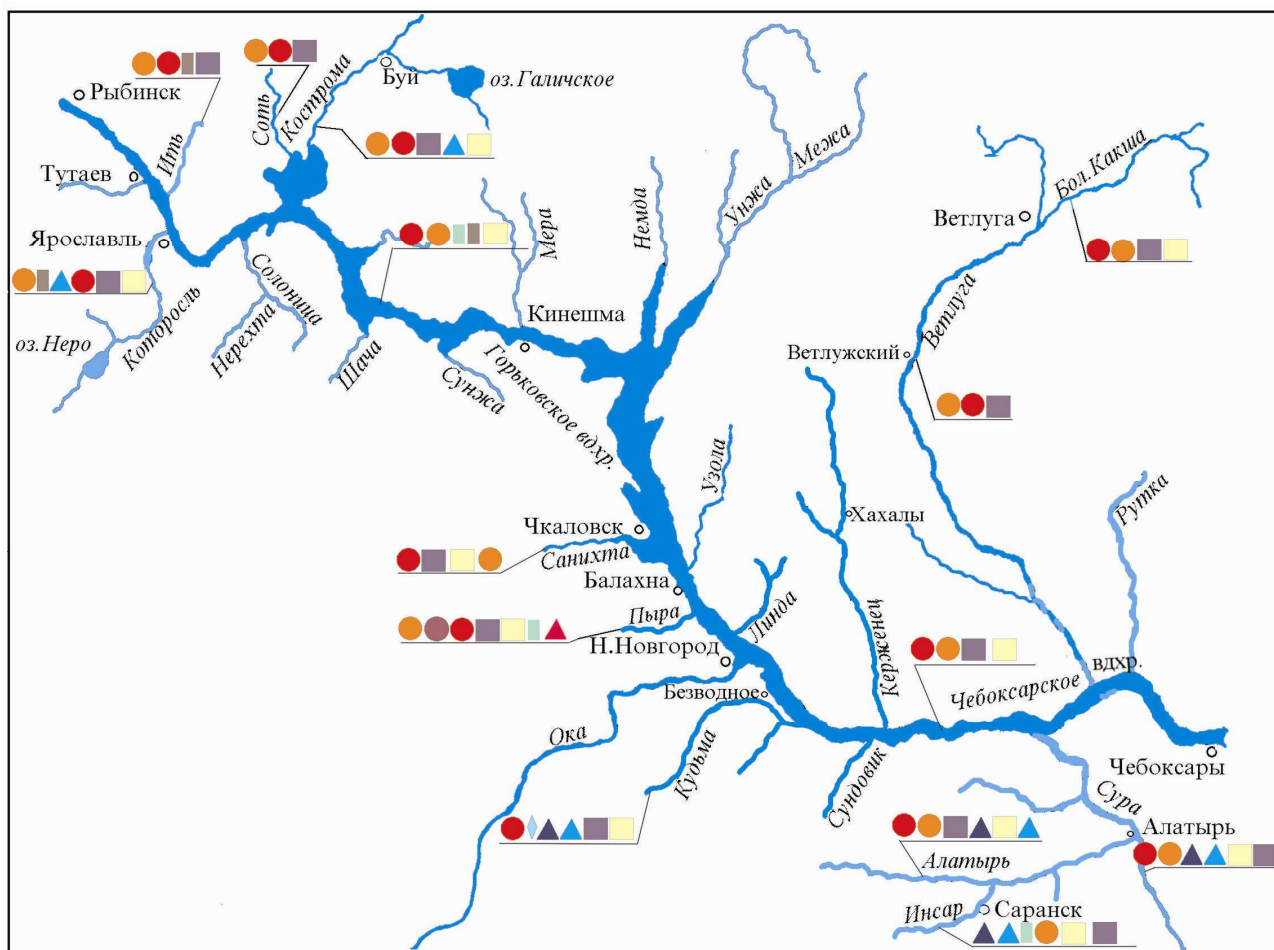 Рыбинск
Тутаев
Ить
Соть
Кострома
Буй
оз.Галичское
Ярославль
Которосль
оз.Неро
Солоница
Нерехта
Шача
Сунжа
Мера
Кинешма
Горьковское вдхр.
Немда
Унжа
Межа
Ветлуга
Бол.Какша
Ветлуга
Ветлужский
Рутка
Хахалы
Узола
Чкаловск
Санихта
Балахна
Пыра
Линда
Н.Новгород
Безводное
Керженец
Чебоксарское
вдхр.
Ока
Кудьма
Сундовик
Чебоксары
Сура
Алатырь
Алатырь
Инсар
Саранск